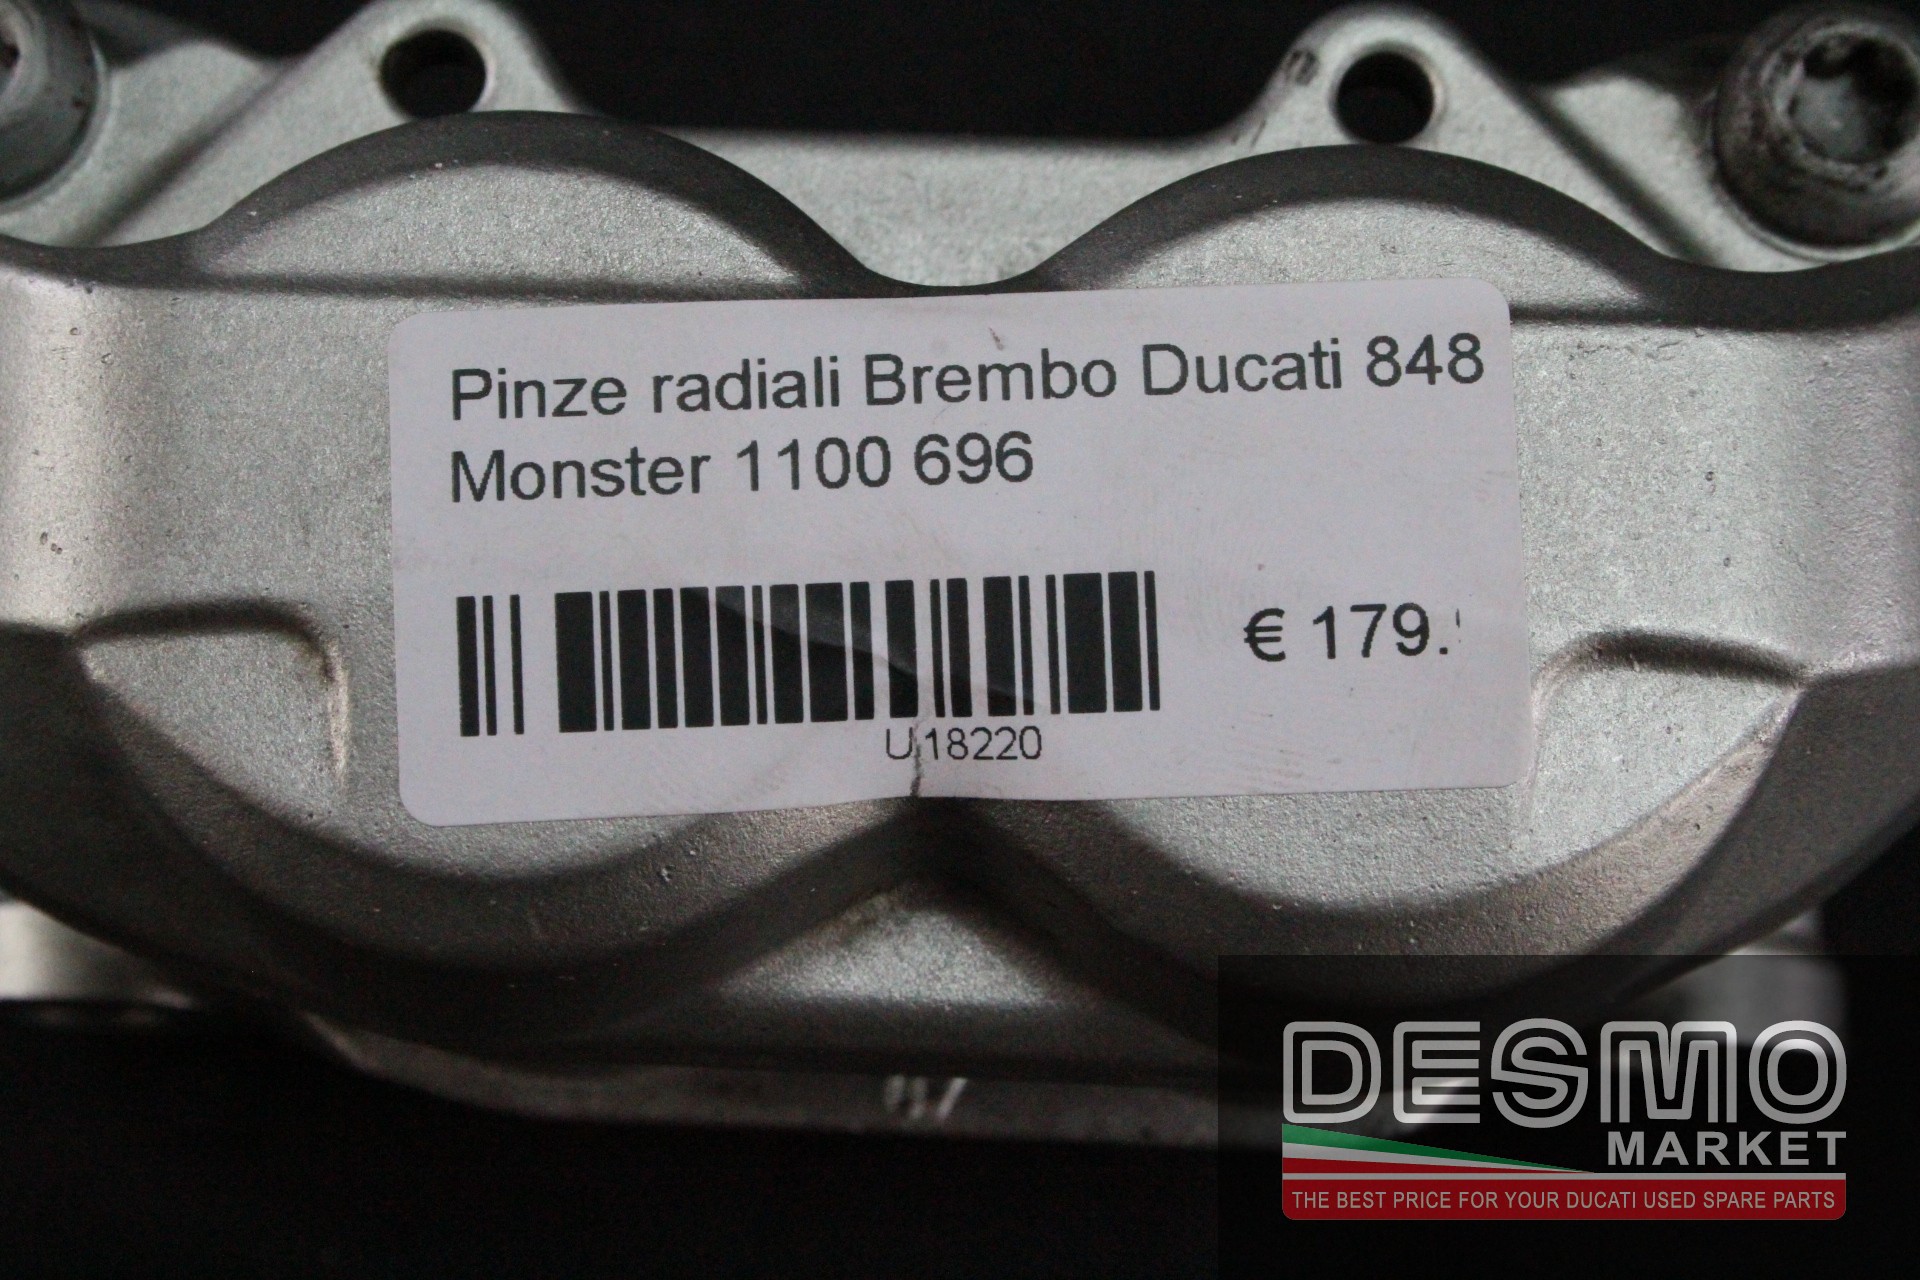 Pinze radiali Brembo Ducati 848
Monster 1100 696
€ 179.
U18220
DESMO
MARKET
THE BEST PRICE FOR YOUR DUCATI USED SPARE PARTS